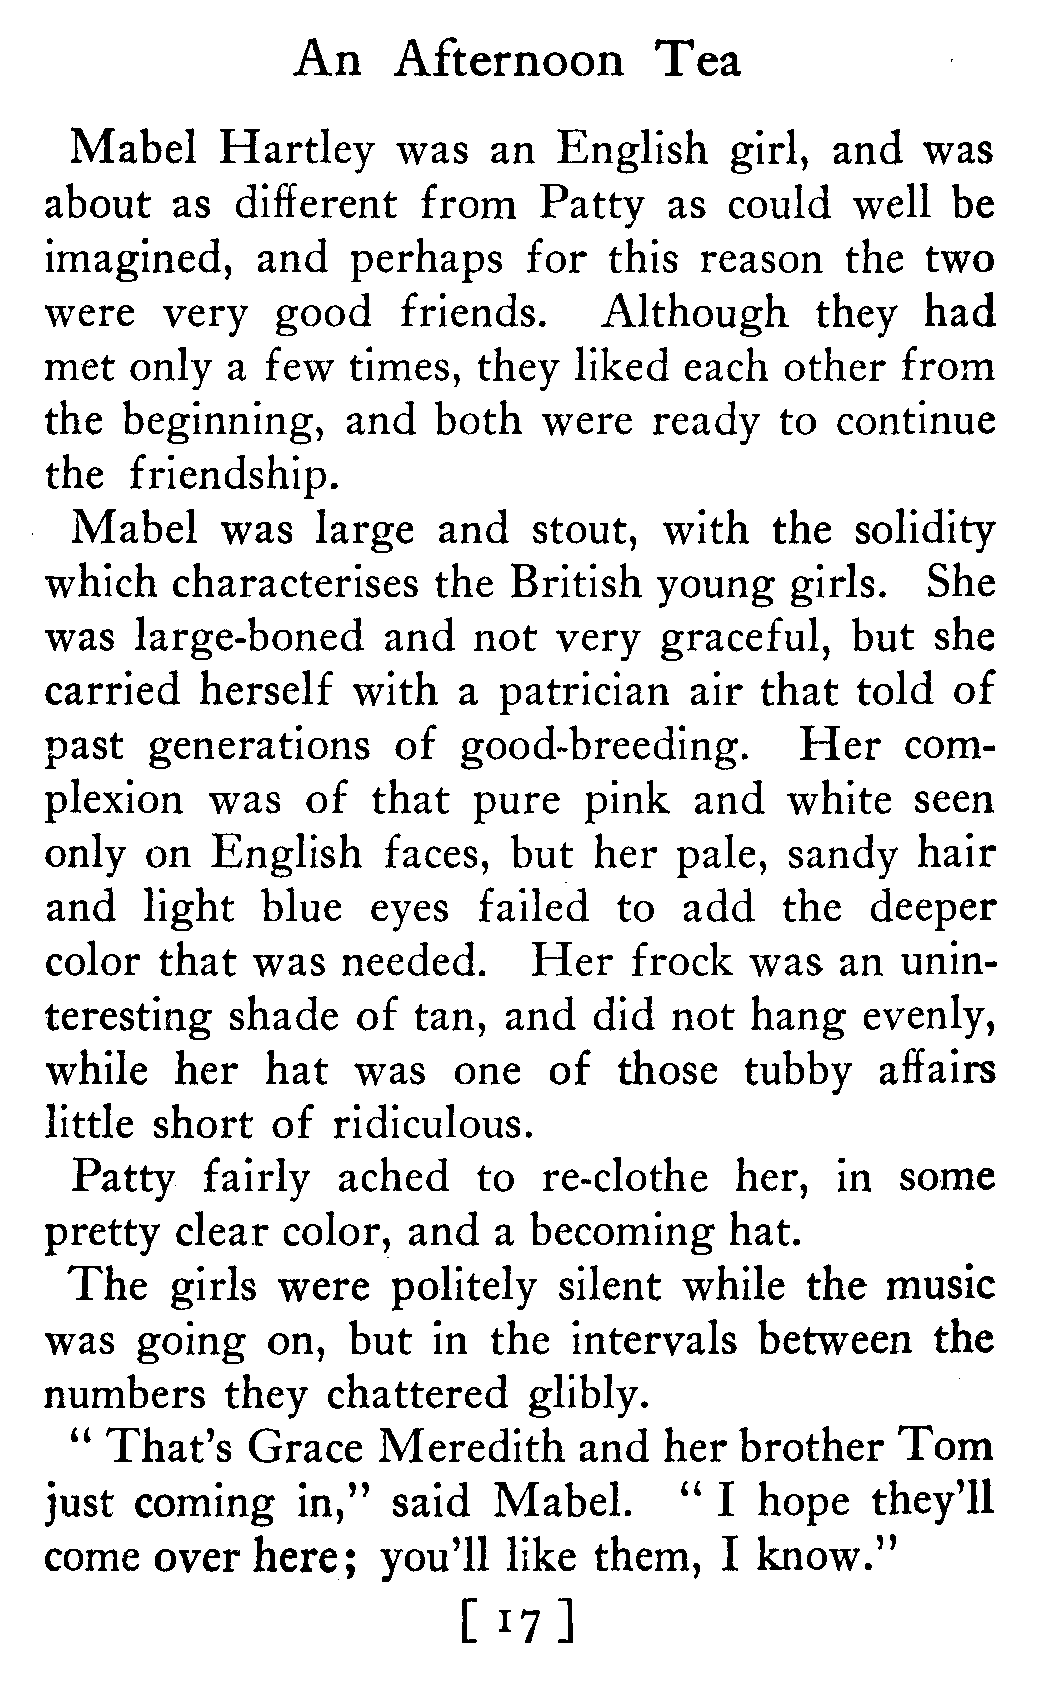 An Afternoon Tea
Mabel Hartley was an English girl, and was
about as different from Patty as could well be
imagined, and perhaps for this reason the two
were very good friends. Although they had
met only a few times, they liked each other from
the beginning, and both were ready to continue
the friendship.
Mabel was large and stout, with the solidity
which characterises the British young girls. She
was large-boned and not very graceful, but she
carried herself with a patrician air that told of
past generations of good-breeding. Her com-
plexion was of that pure pink and white seen
only on English faces, but her pale, sandy hair
and light blue eyes failed to add the deeper
color that was needed. Her frock was an unin-
teresting shade of tan, and did not hang evenly,
while her hat was one of those tubby affairs
little short of ridiculous.
Patty fairly ached to re-clothe her, in some
pretty clear color, and a becoming hat.
The girls were politely silent while the music
was going on, but in the intervals between the
numbers they chattered glibly.
" That's Grace Meredith and her brother Tom
just coming in," said Mabel. " I hope they'll
come over here; you'll like them, I know."
[ 17 ]